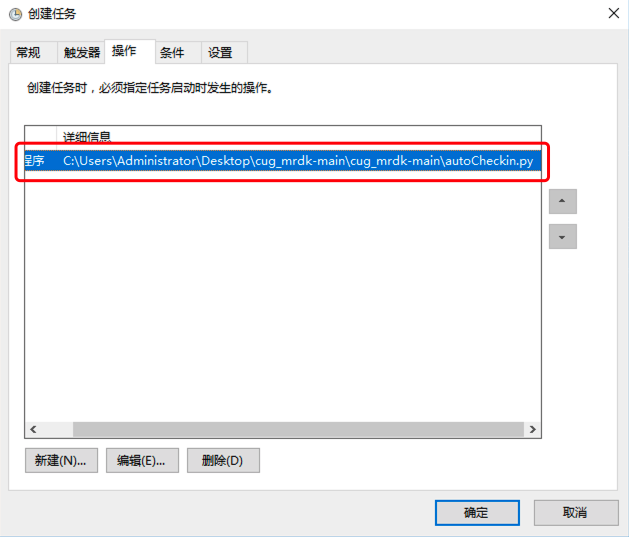 创建任务
常规 触发器 操作 条件 设置
创建任务时，必须指定任务启动时发生的操作。
详细信息
程序 C:\Users\Administrator\Desktop\cug_mrdk-main\cug_mrdk-main\autoCheckin.py
新建(N)... 编辑(E)... 删除(D)
确定 取消